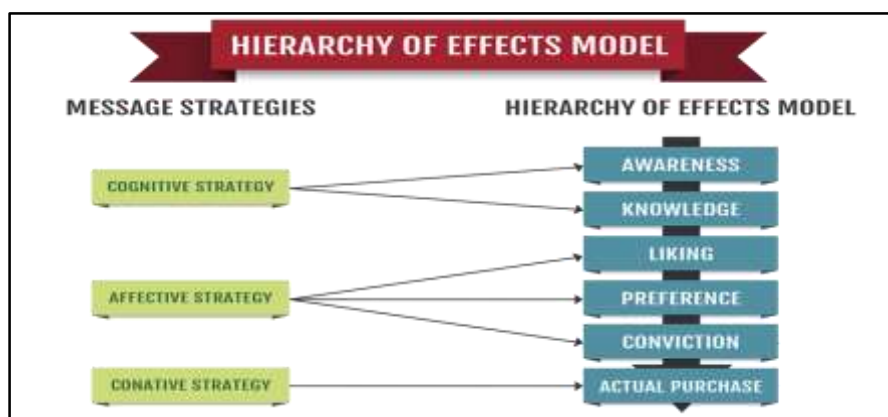 HIERARCHY OF EFFECTS MODEL
MESSAGE STRATEGIES
HIERARCHY OF EFFECTS MODEL
COGNITIVE STRATEGY
AFFECTIVE STRATEGY
CONATIVE STRATEGY
AWARENESS
KNOWLEDGE
LIKING
PREFERENCE
CONVICTION
ACTUAL PURCHASE